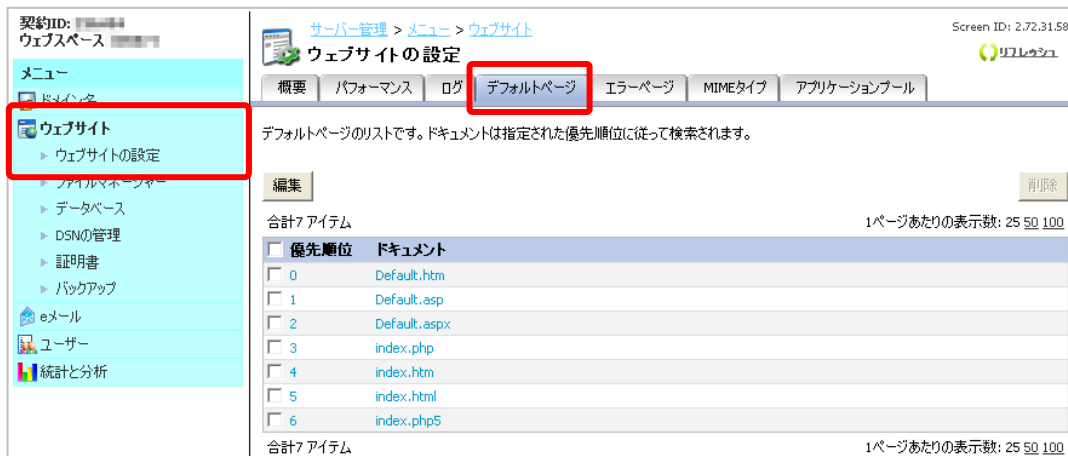 契約ID:
ウェブスペース
メニュー
ドメイン名
ウェブサイト
ウェブサイトの設定
ファイルマネージャー
データベース
DSNの管理
証明書
バックアップ
eメール
ユーザー
統計と分析
サーバー管理 > メニュー > ウェブサイト
Screen ID: 2.72.31.58
ウェブサイトの設定
リフレッシュ
概要 パフォーマンス ログ デフォルトページ エラーページ MIMEタイプ アプリケーションプール
デフォルトページのリストです。ドキュメントは指定された優先順位に従って検索されます。
編集 削除
合計7 アイテム 1ページあたりの表示数: 25 50 100
優先順位 ドキュメント
0 Default.htm
1 Default.asp
2 Default.aspx
3 index.php
4 index.htm
5 index.html
6 index.php5
合計7 アイテム 1ページあたりの表示数: 25 50 100